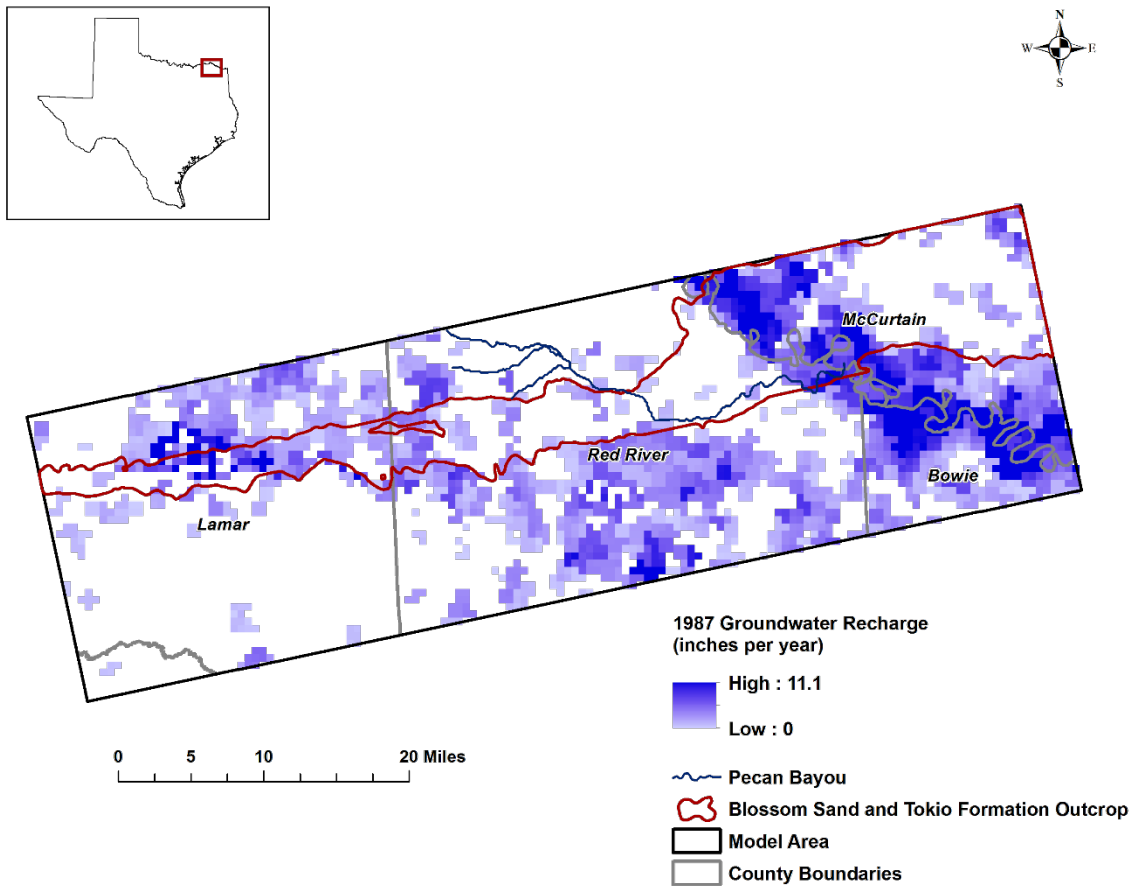 N
W E
S
McCurtain
Red River
Bowie
Lamar
1987 Groundwater Recharge
(inches per year)
High : 11.1
Low : 0
0 5 10 20 Miles
Pecan Bayou
Blossom Sand and Tokio Formation Outcrop
Model Area
County Boundaries